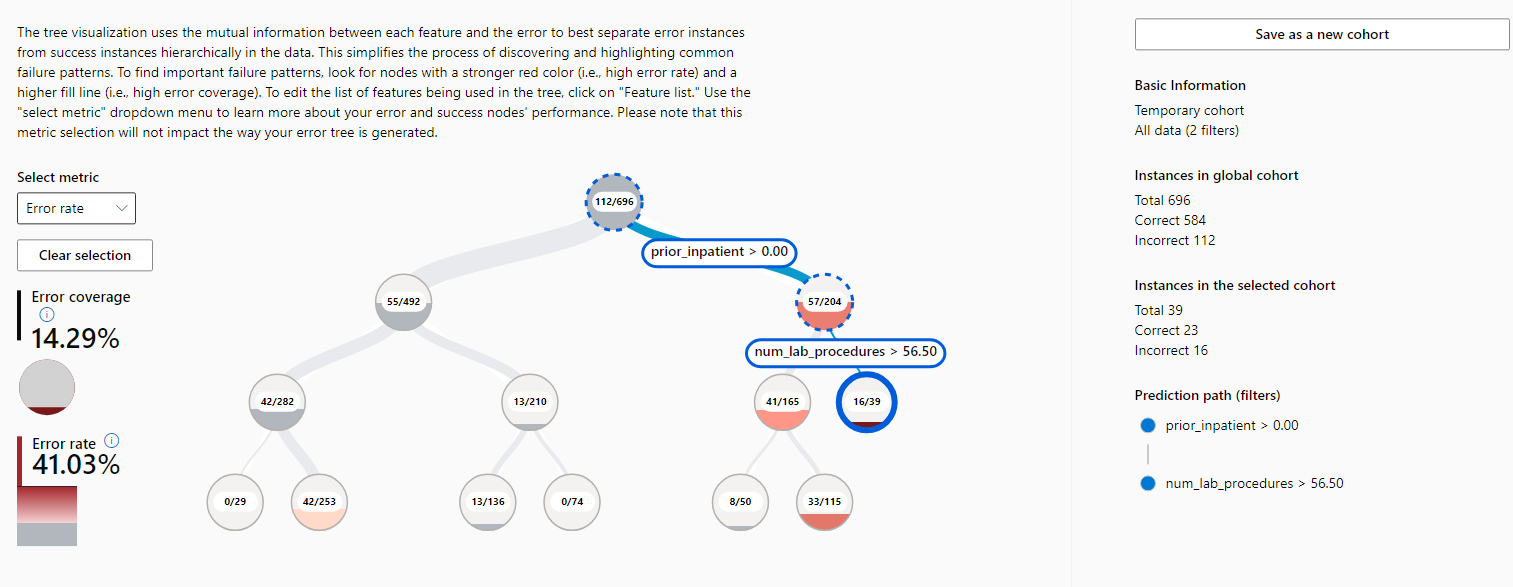 The tree visualization uses the mutual information between each feature and the error to best separate error instances
from success instances hierarchically in the data. This simplifies the process of discovering and highlighting common
failure patterns. To find important failure patterns, look for nodes with a stronger red color (i.e., high error rate) and a
higher fill line (i.e., high error coverage). To edit the list of features being used in the tree, click on "Feature list." Use the
"select metric" dropdown menu to learn more about your error and success nodes' performance. Please note that this
metric selection will not impact the way your error tree is generated.
Select metric
Error rate
Clear selection
Error coverage
14.29%
Error rate
41.03%
112/696
prior_inpatient > 0.00
55/492
57/204
num_lab_procedures > 56.50
42/282
13/210
41/165
16/39
0/29
42/253
13/136
0/74
8/50
33/115
Save as a new cohort
Basic Information
Temporary cohort
All data (2 filters)
Instances in global cohort
Total 696
Correct 584
Incorrect 112
Instances in the selected cohort
Total 39
Correct 23
Incorrect 16
Prediction path (filters)
prior_inpatient > 0.00
num_lab_procedures > 56.50